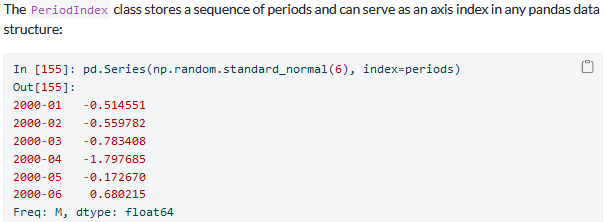 The PeriodIndex class stores a sequence of periods and can serve as an axis index in any pandas data
structure:
In [155]: pd.Series(np.random.standard_normal(6), index=periods)
Out[155]:
2000-01   -0.514551
2000-02   -0.559782
2000-03   -0.783408
2000-04   -1.797685
2000-05   -0.172670
2000-06    0.680215
Freq: M, dtype: float64